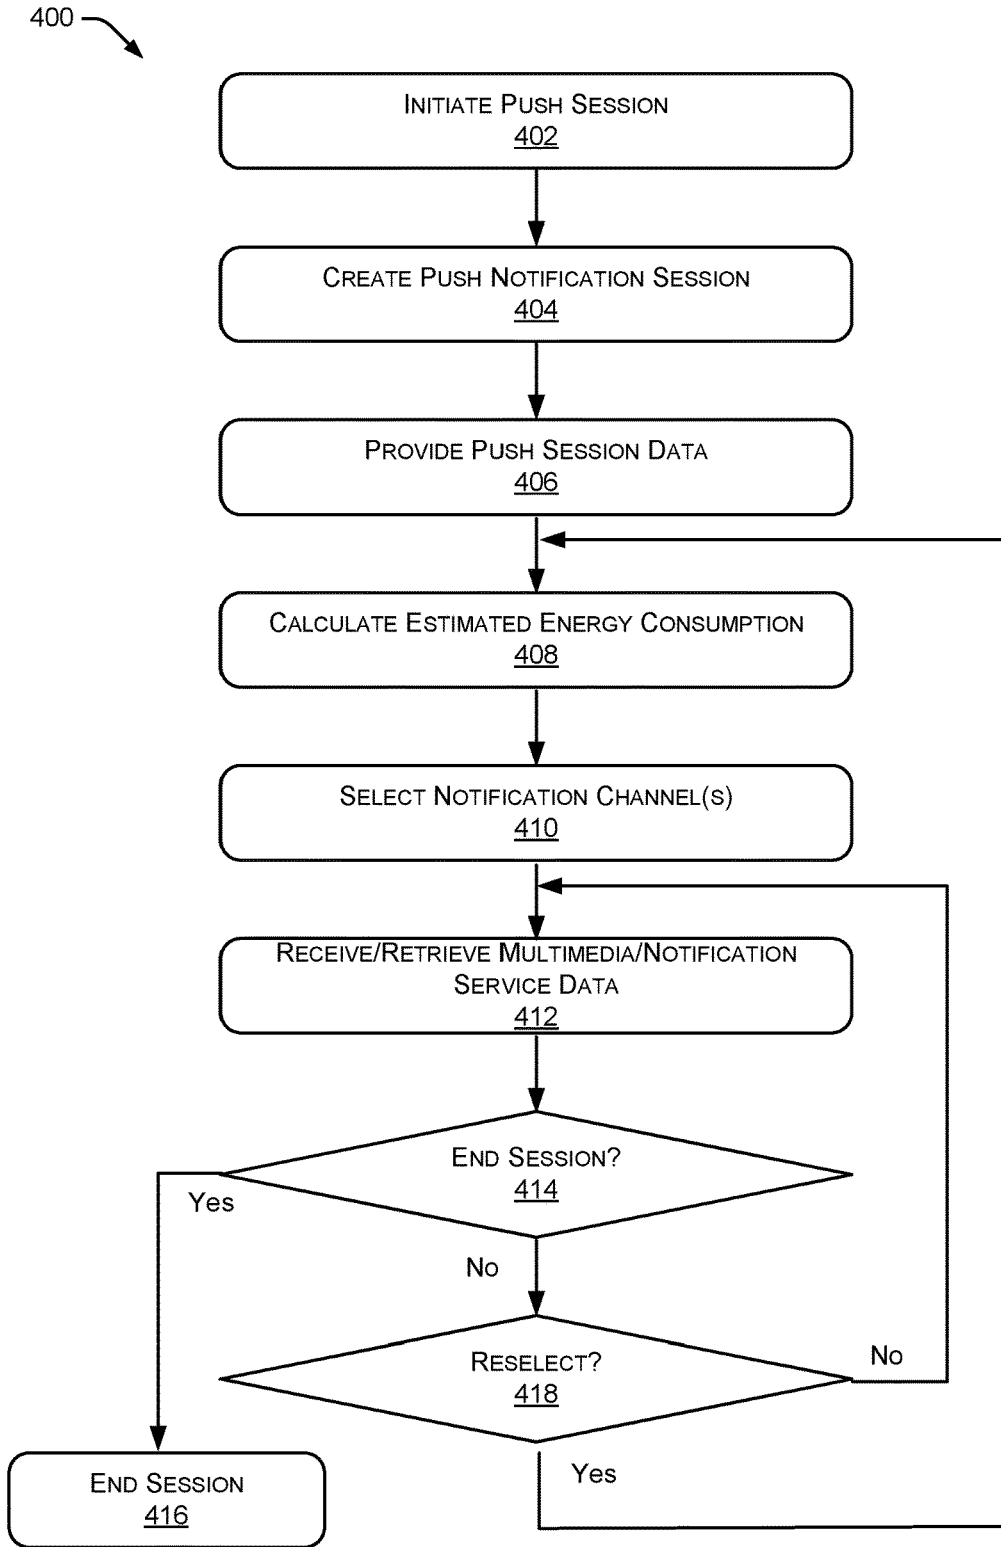 400
INITIATE PUSH SESSION
402
CREATE PUSH NOTIFICATION SESSION
404
PROVIDE PUSH SESSION DATA
406
CALCULATE ESTIMATED ENERGY CONSUMPTION
408
SELECT NOTIFICATION CHANNEL(S)
410
RECEIVE/RETRIEVE MULTIMEDIA/NOTIFICATION
SERVICE DATA
412
END SESSION?
414
Yes
No
RESELECT?
418
No
Yes
END SESSION
416